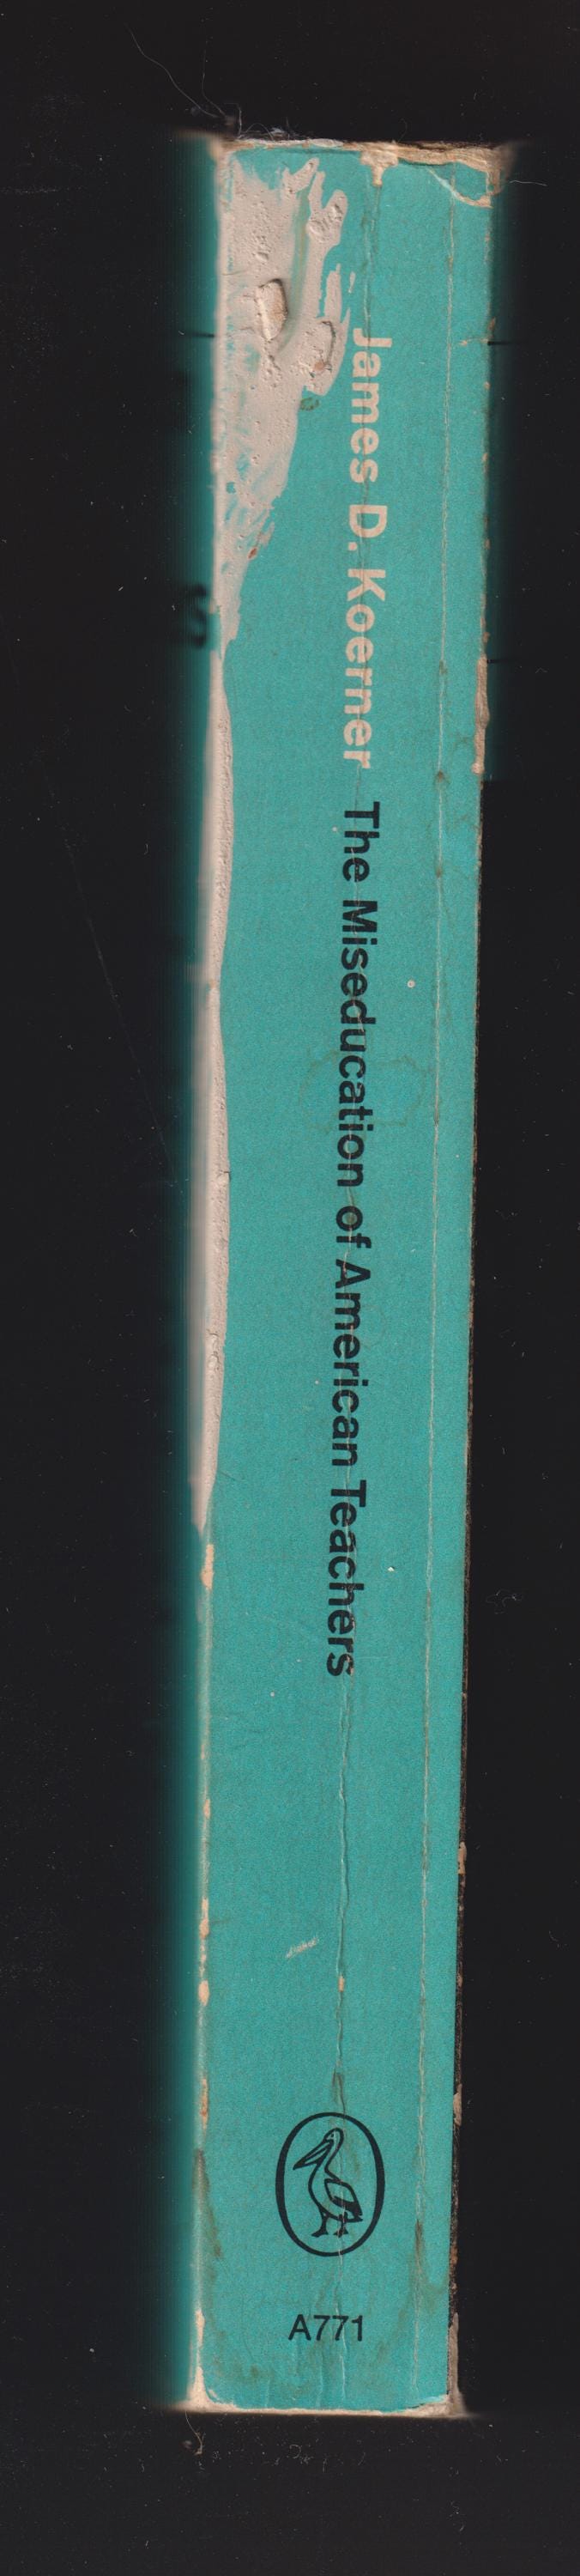 James D. Koerner The Miseducation of American Teachers
A771